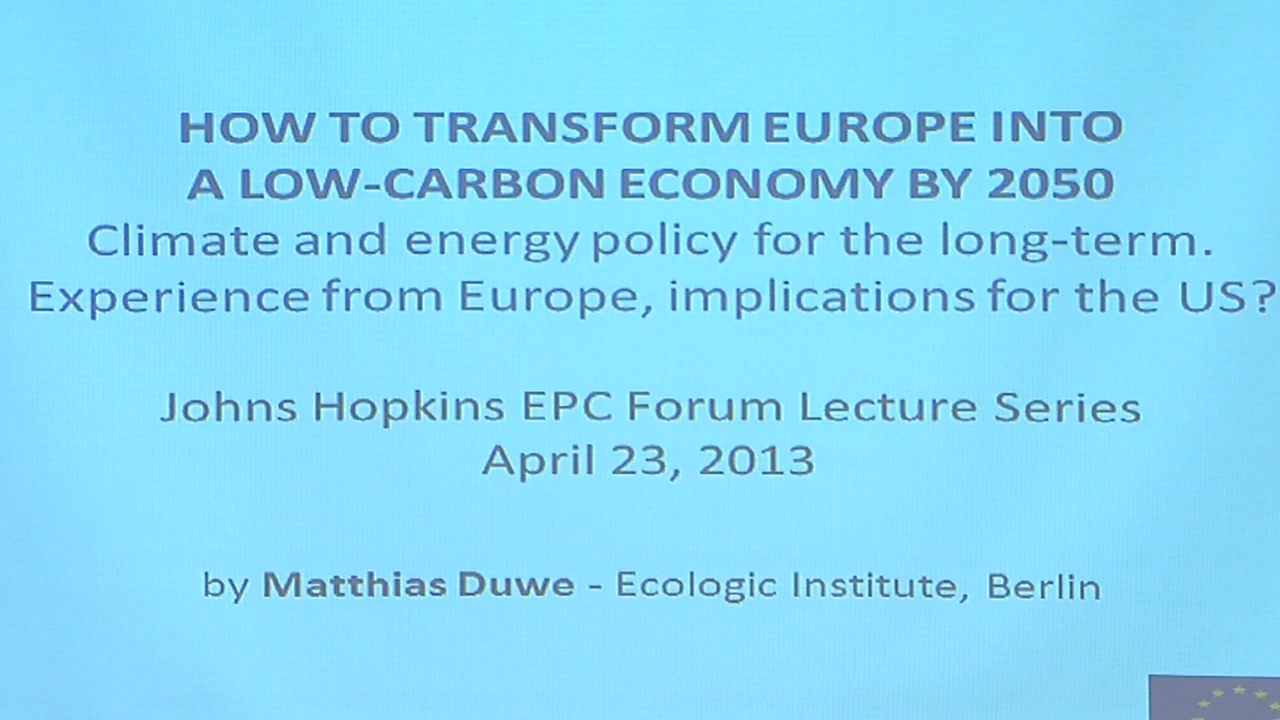 HOW TO TRANSFORM EUROPE INTO
A LOW-CARBON ECONOMY BY 2050
Climate and energy policy for the long-term.
Experience from Europe, implications for the US?
Johns Hopkins EPC Forum Lecture Series
April 23, 2013
by Matthias Duwe - Ecologic Institute, Berlin